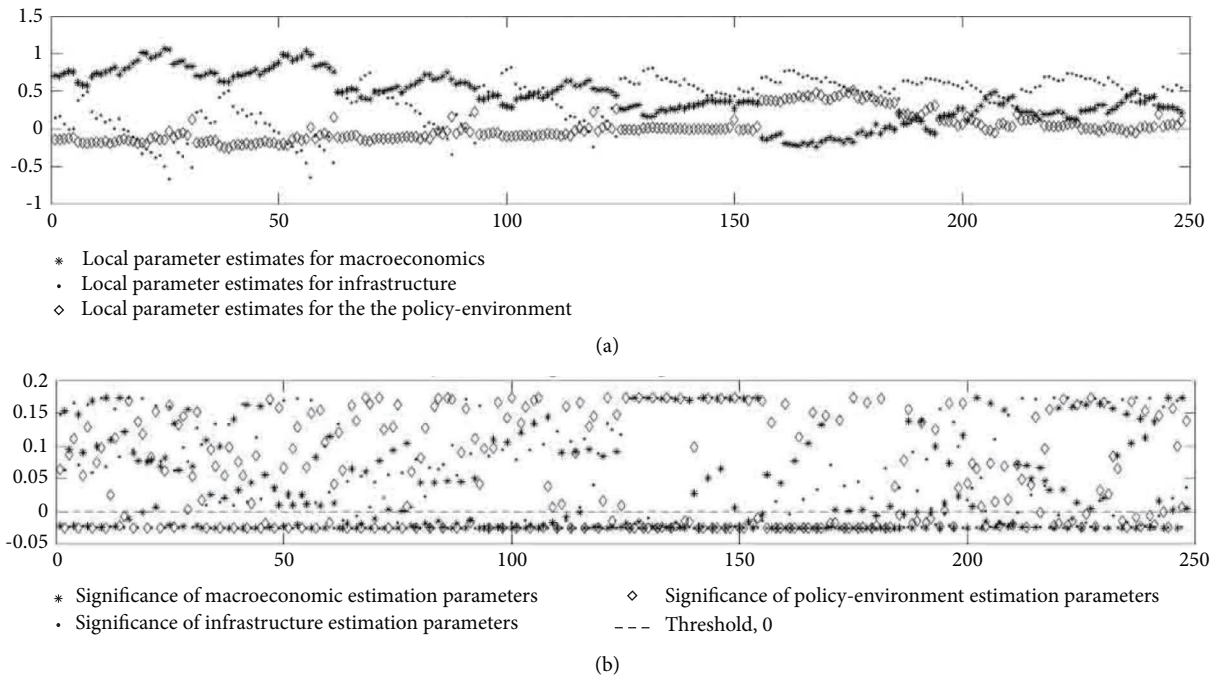 1.5
1
0.5
0
-0.5
-1
0 50 100 150 200 250
Local parameter estimates for macroeconomics
Local parameter estimates for infrastructure
Local parameter estimates for the the policy-environment
(a)
0.2
0.15
0.1
0.05
0
-0.05
0 50 100 150 200 250
Significance of macroeconomic estimation parameters
Significance of policy-environment estimation parameters
Significance of infrastructure estimation parameters
Threshold, 0
(b)